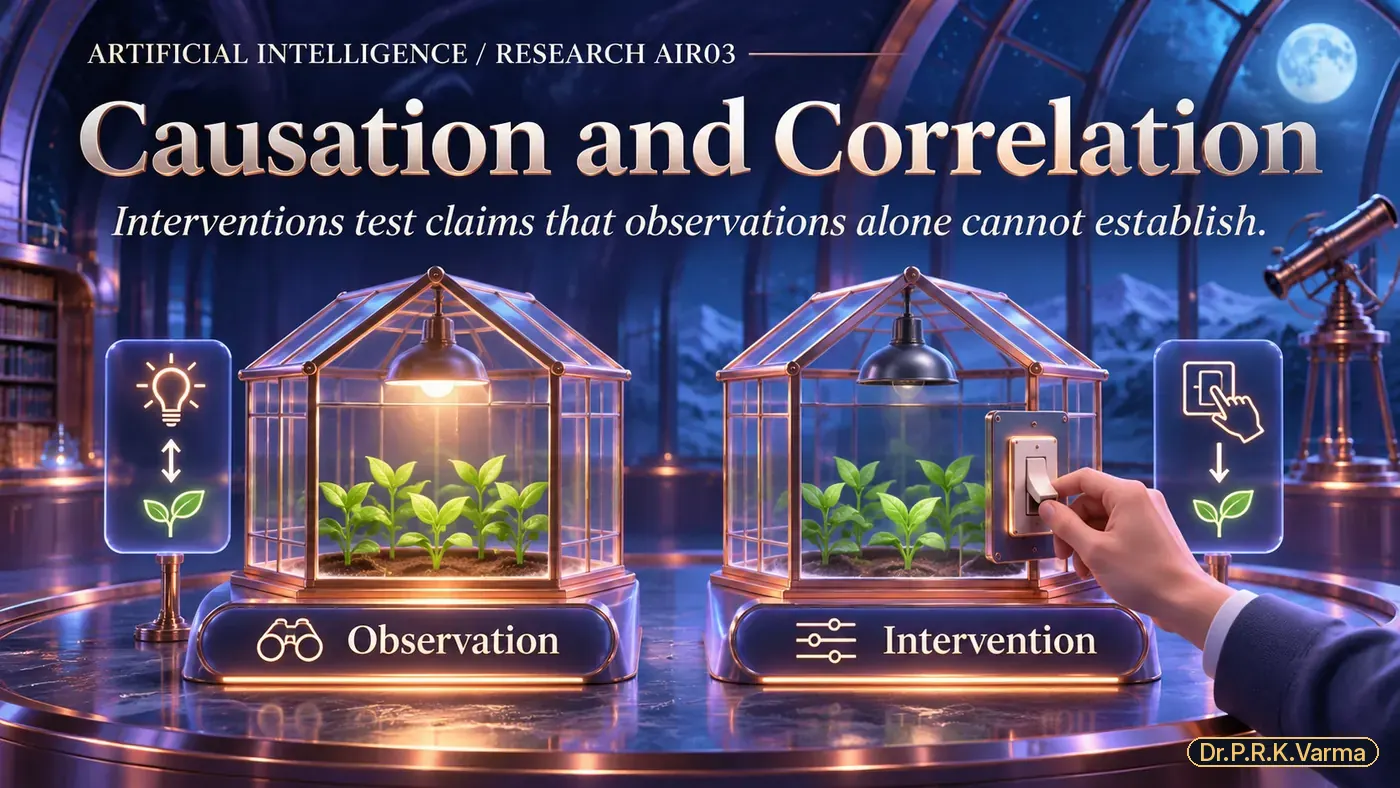 ARTIFICIAL INTELLIGENCE / RESEARCH AIR03
Causation and Correlation
Interventions test claims that observations alone cannot establish.
Observation
Intervention
Dr.P.R.K.Varma